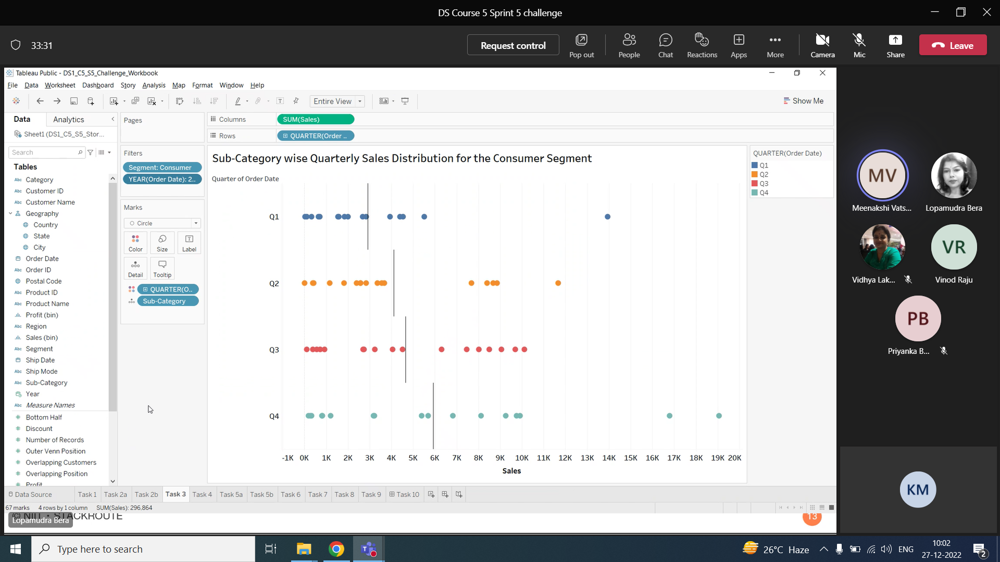 DS Course 5 Sprint 5 challenge
33:31
Request control
Pop out
People
Chat
Reactions
Apps
More
Camera
Mic
Share
Leave
Tableau Public - DS1_C5_S5_Challenge_Workbook
File Data Worksheet Dashboard Story Analysis Map Format Window Help
Entire View
Show Me
Data
Analytics
Sheet1 (DS1_C5_S5_Stor...
Search
Tables
Abc Category
Abc Customer ID
Abc Customer Name
Geography
Country
State
City
Order Date
Abc Order ID
Postal Code
Abc Product ID
Abc Product Name
Profit (bin)
Abc Region
Sales (bin)
Abc Segment
Ship Date
Abc Ship Mode
Abc Sub-Category
Year
Abc Measure Names
# Bottom Half
# Discount
# Number of Records
# Outer Venn Position
# Overlapping Customers
# Overlapping Position
# Profit
Pages
Filters
Segment: Consumer
YEAR(Order Date): 2..
Marks
Circle
Color
Size
Label
Detail
Tooltip
QUARTER(O..
Sub-Category
Columns
SUM(Sales)
Rows
QUARTER(Order ..
Sub-Category wise Quarterly Sales Distribution for the Consumer Segment
Quarter of Order Date
Q1
Q2
Q3
Q4
-1K 0K 1K 2K 3K 4K 5K 6K 7K 8K 9K 10K 11K 12K 13K 14K 15K 16K 17K 18K 19K 20K
Sales
QUARTER(Order Date)
Q1
Q2
Q3
Q4
Data Source
Task 1
Task 2a
Task 2b
Task 3
Task 4
Task 5a
Task 5b
Task 6
Task 7
Task 8
Task 9
Task 10
67 marks 4 rows by 1 column SUM(Sales): 296.864
© NIIT • STACKROUTE
Lopamudra Bera
13
MV
Meenakshi Vats...
Lopamudra Bera
Vidhya Lak...
VR
Vinod Raju
PB
Priyanka B...
KM
Type here to search
T
26°C Haze
ENG
10:02
27-12-2022
2